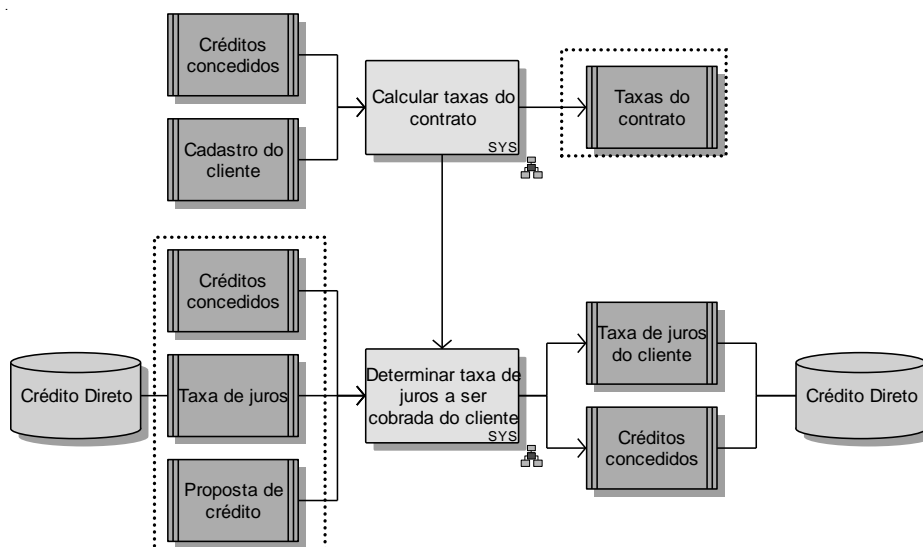 Créditos
concedidos
Calcular taxas do
contrato
SYS
Taxas do
contrato
Cadastro do
cliente
Créditos
concedidos
Taxa de juros
do cliente
Crédito Direto
Taxa de juros
Determinar taxa de
juros a ser
cobrada do cliente
SYS
Crédito Direto
Créditos
concedidos
Proposta de
crédito